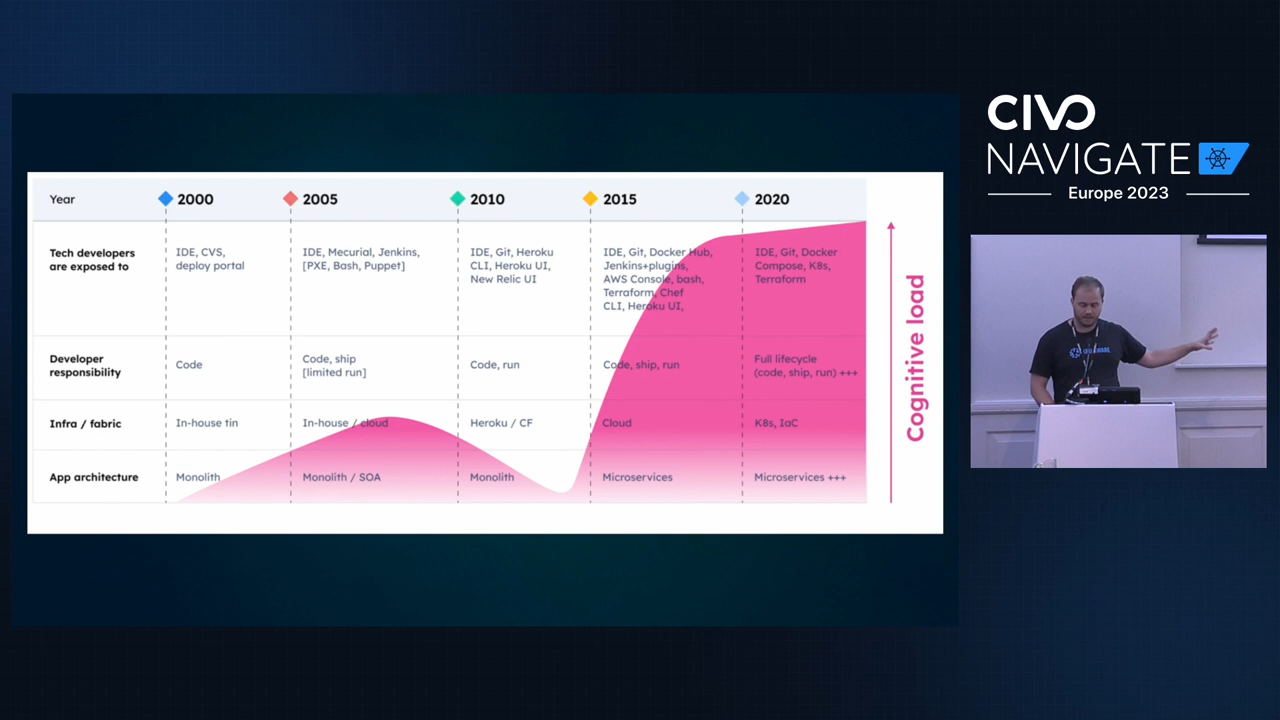 CIVO
NAVIGATE
Europe 2023
Year
2000
2005
2010
2015
2020
Tech developers
are exposed to
IDE, CVS,
deploy portal
IDE, Mecurial, Jenkins,
[PXE, Bash, Puppet]
IDE, Git, Heroku
CLI, Heroku UI,
New Relic UI
IDE, Git, Docker Hub,
Jenkins+plugins,
AWS Console, bash,
Terraform, Chef
CLI, Heroku UI,
IDE, Git, Docker
Compose, K8s,
Terraform
Developer
responsibility
Code
Code, ship
[limited run]
Code, run
Code, ship, run
Full lifecycle
(code, ship, run) +++
Infra / fabric
In-house tin
In-house / cloud
Heroku / CF
Cloud
K8s, IaC
App architecture
Monolith
Monolith / SOA
Monolith
Microservices
Microservices +++
Cognitive load